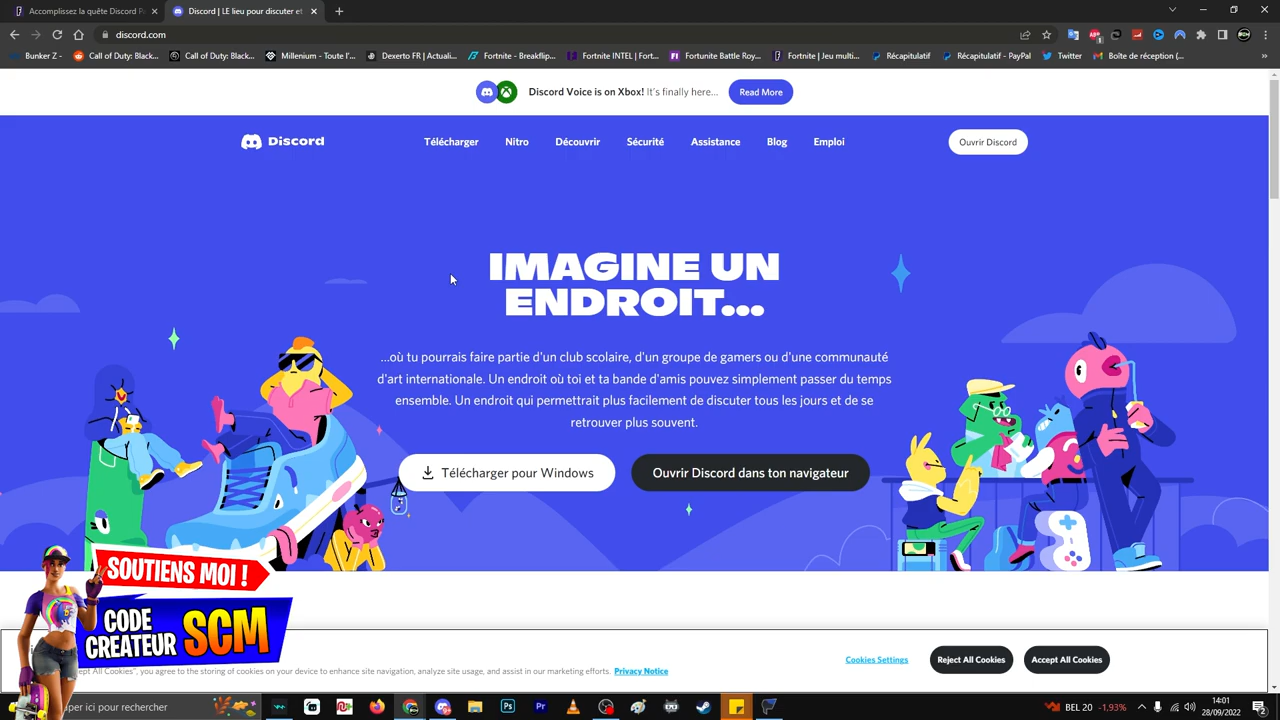 Accomplissez la quête Discord F
Discord | LE lieu pour discuter et
discord.com
Bunker Z -
Call of Duty: Black...
Call of Duty: Black...
Millenium - Toute l'...
Dexerto FR | Actualit...
Fortnite - Breakflip...
Fortnite INTEL | Fort...
Fortunite Battle Roy...
Fortnite | Jeu multi...
Récapitulatif
Récapitulatif - PayPal
Twitter
Boîte de réception (...
Discord Voice is on Xbox! It's finally here...
Read More
Discord
Télécharger
Nitro
Découvrir
Sécurité
Assistance
Blog
Emploi
Ouvrir Discord
IMAGINE UN
ENDROIT...
...où tu pourrais faire partie d'un club scolaire, d'un groupe de gamers ou d'une communauté
d'art internationale. Un endroit où toi et ta bande d'amis pouvez simplement passer du temps
ensemble. Un endroit qui permettrait plus facilement de discuter tous les jours et de se
retrouver plus souvent.
Télécharger pour Windows
Ouvrir Discord dans ton navigateur
SOUTIENS MOI !
CODE
CREATEUR SCM
ept All Cookies", you agree to the storing of cookies on your device to enhance site navigation, analyze site usage, and assist in our marketing efforts. Privacy Notice
Cookies Settings
Reject All Cookies
Accept All Cookies
per ici pour rechercher
BEL 20
-1,93%
14:01
28/09/2022